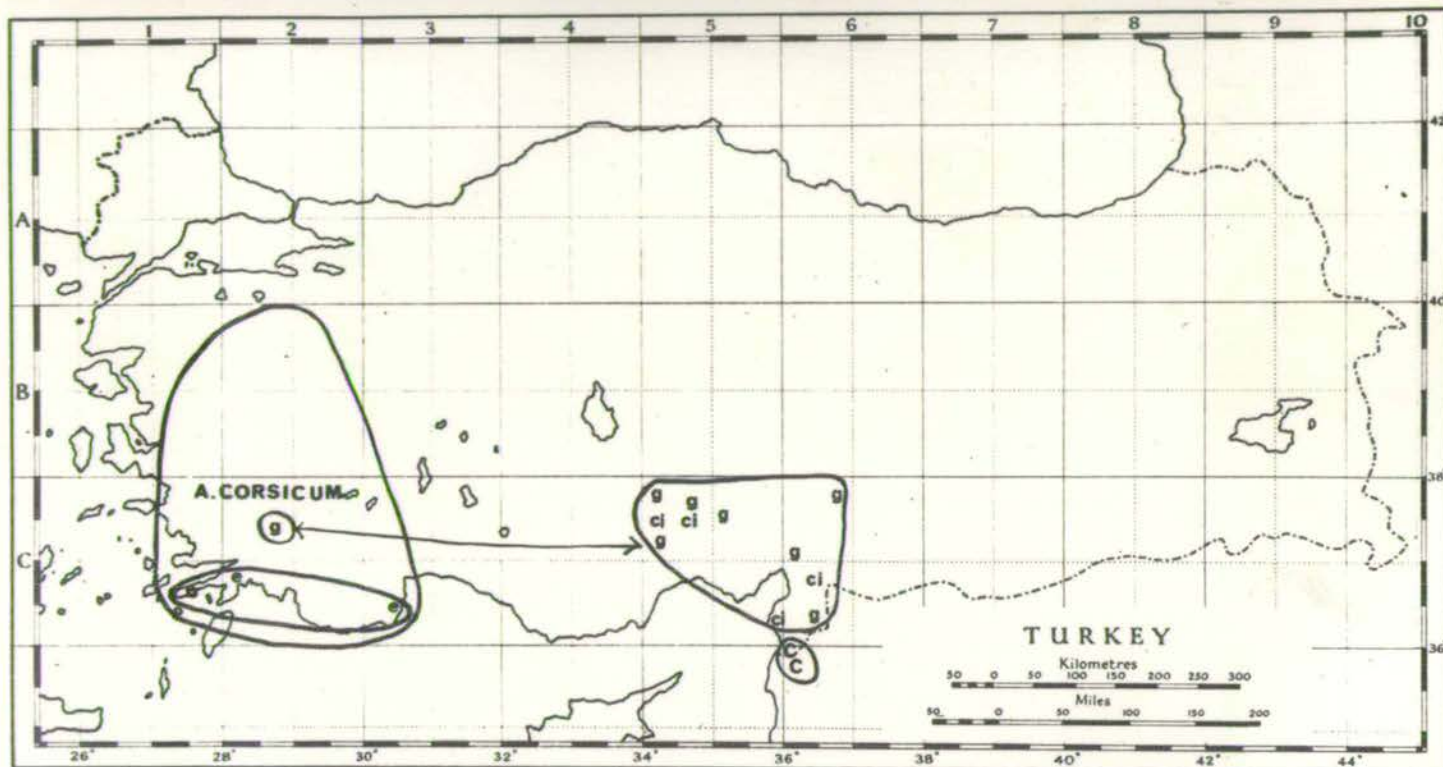 1 2 3 4 5 6 7 8 9 10
42
A
40
B
38
A. CORSICUM
g
g g g g
ci ci
g
C
g
ci
ci g
36
C
C
TURKEY
Kilometres
50 0 50 100 150 200 250 300
Miles
50 0 50 100 150 200
26° 28° 30° 32° 34° 36° 38° 40° 42° 44°